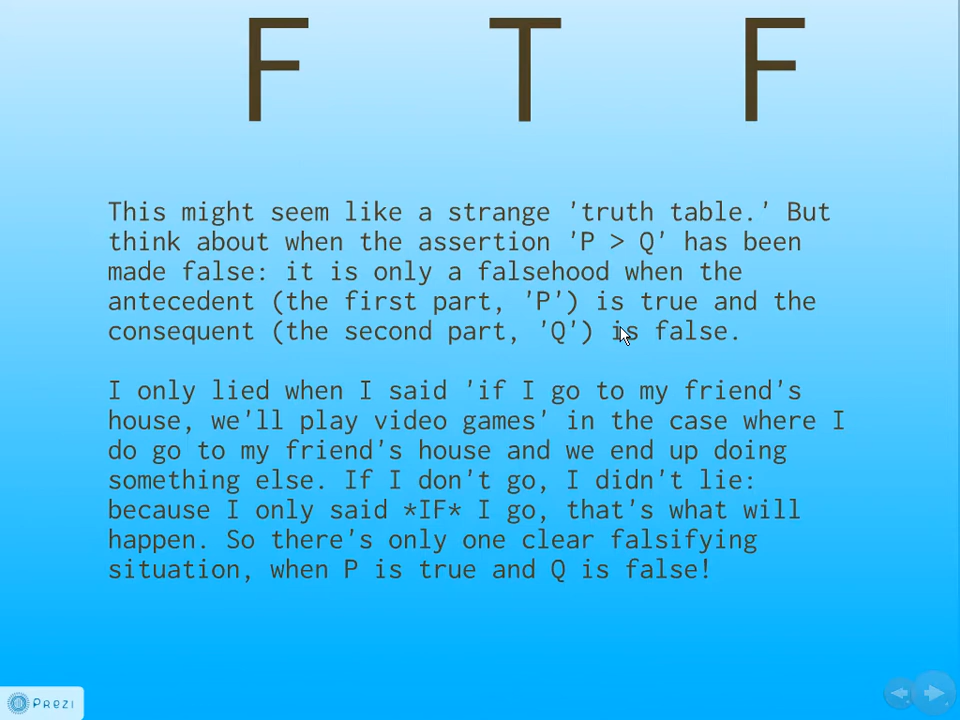 F T F
This might seem like a strange 'truth table.' But
think about when the assertion 'P > Q' has been
made false: it is only a falsehood when the
antecedent (the first part, 'P') is true and the
consequent (the second part, 'Q') is false.
I only lied when I said 'if I go to my friend's
house, we'll play video games' in the case where I
do go to my friend's house and we end up doing
something else. If I don't go, I didn't lie:
because I only said *IF* I go, that's what will
happen. So there's only one clear falsifying
situation, when P is true and Q is false!
Prezi